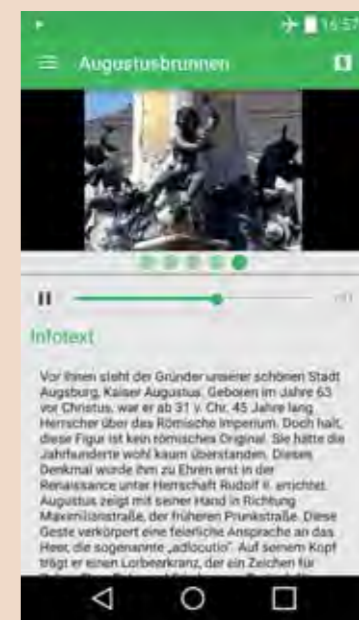 16:57
Augustusbrunnen
Infotext
Vor Ihnen steht der Gründer unserer schönen Stadt
Augsburg, Kaiser Augustus. Geboren im Jahre 63
vor Christus, war er ab 31 v. Chr. 45 Jahre lang
Herrscher über das Römische Imperium. Doch halt,
diese Figur ist kein römisches Original. Sie hätte die
Jahrhunderte wohl kaum überstanden. Dieses
Denkmal wurde ihm zu Ehren erst in der
Renaissance unter Herrschaft Rudolf II. errichtet.
Augustus zeigt mit seiner Hand in Richtung
Maximilianstraße, der früheren Prunkstraße. Diese
Geste verkörpert eine feierliche Ansprache an das
Heer, die sogenannte „adlocutio". Auf seinem Kopf
trägt er einen Lorbeerkranz, der ein Zeichen für